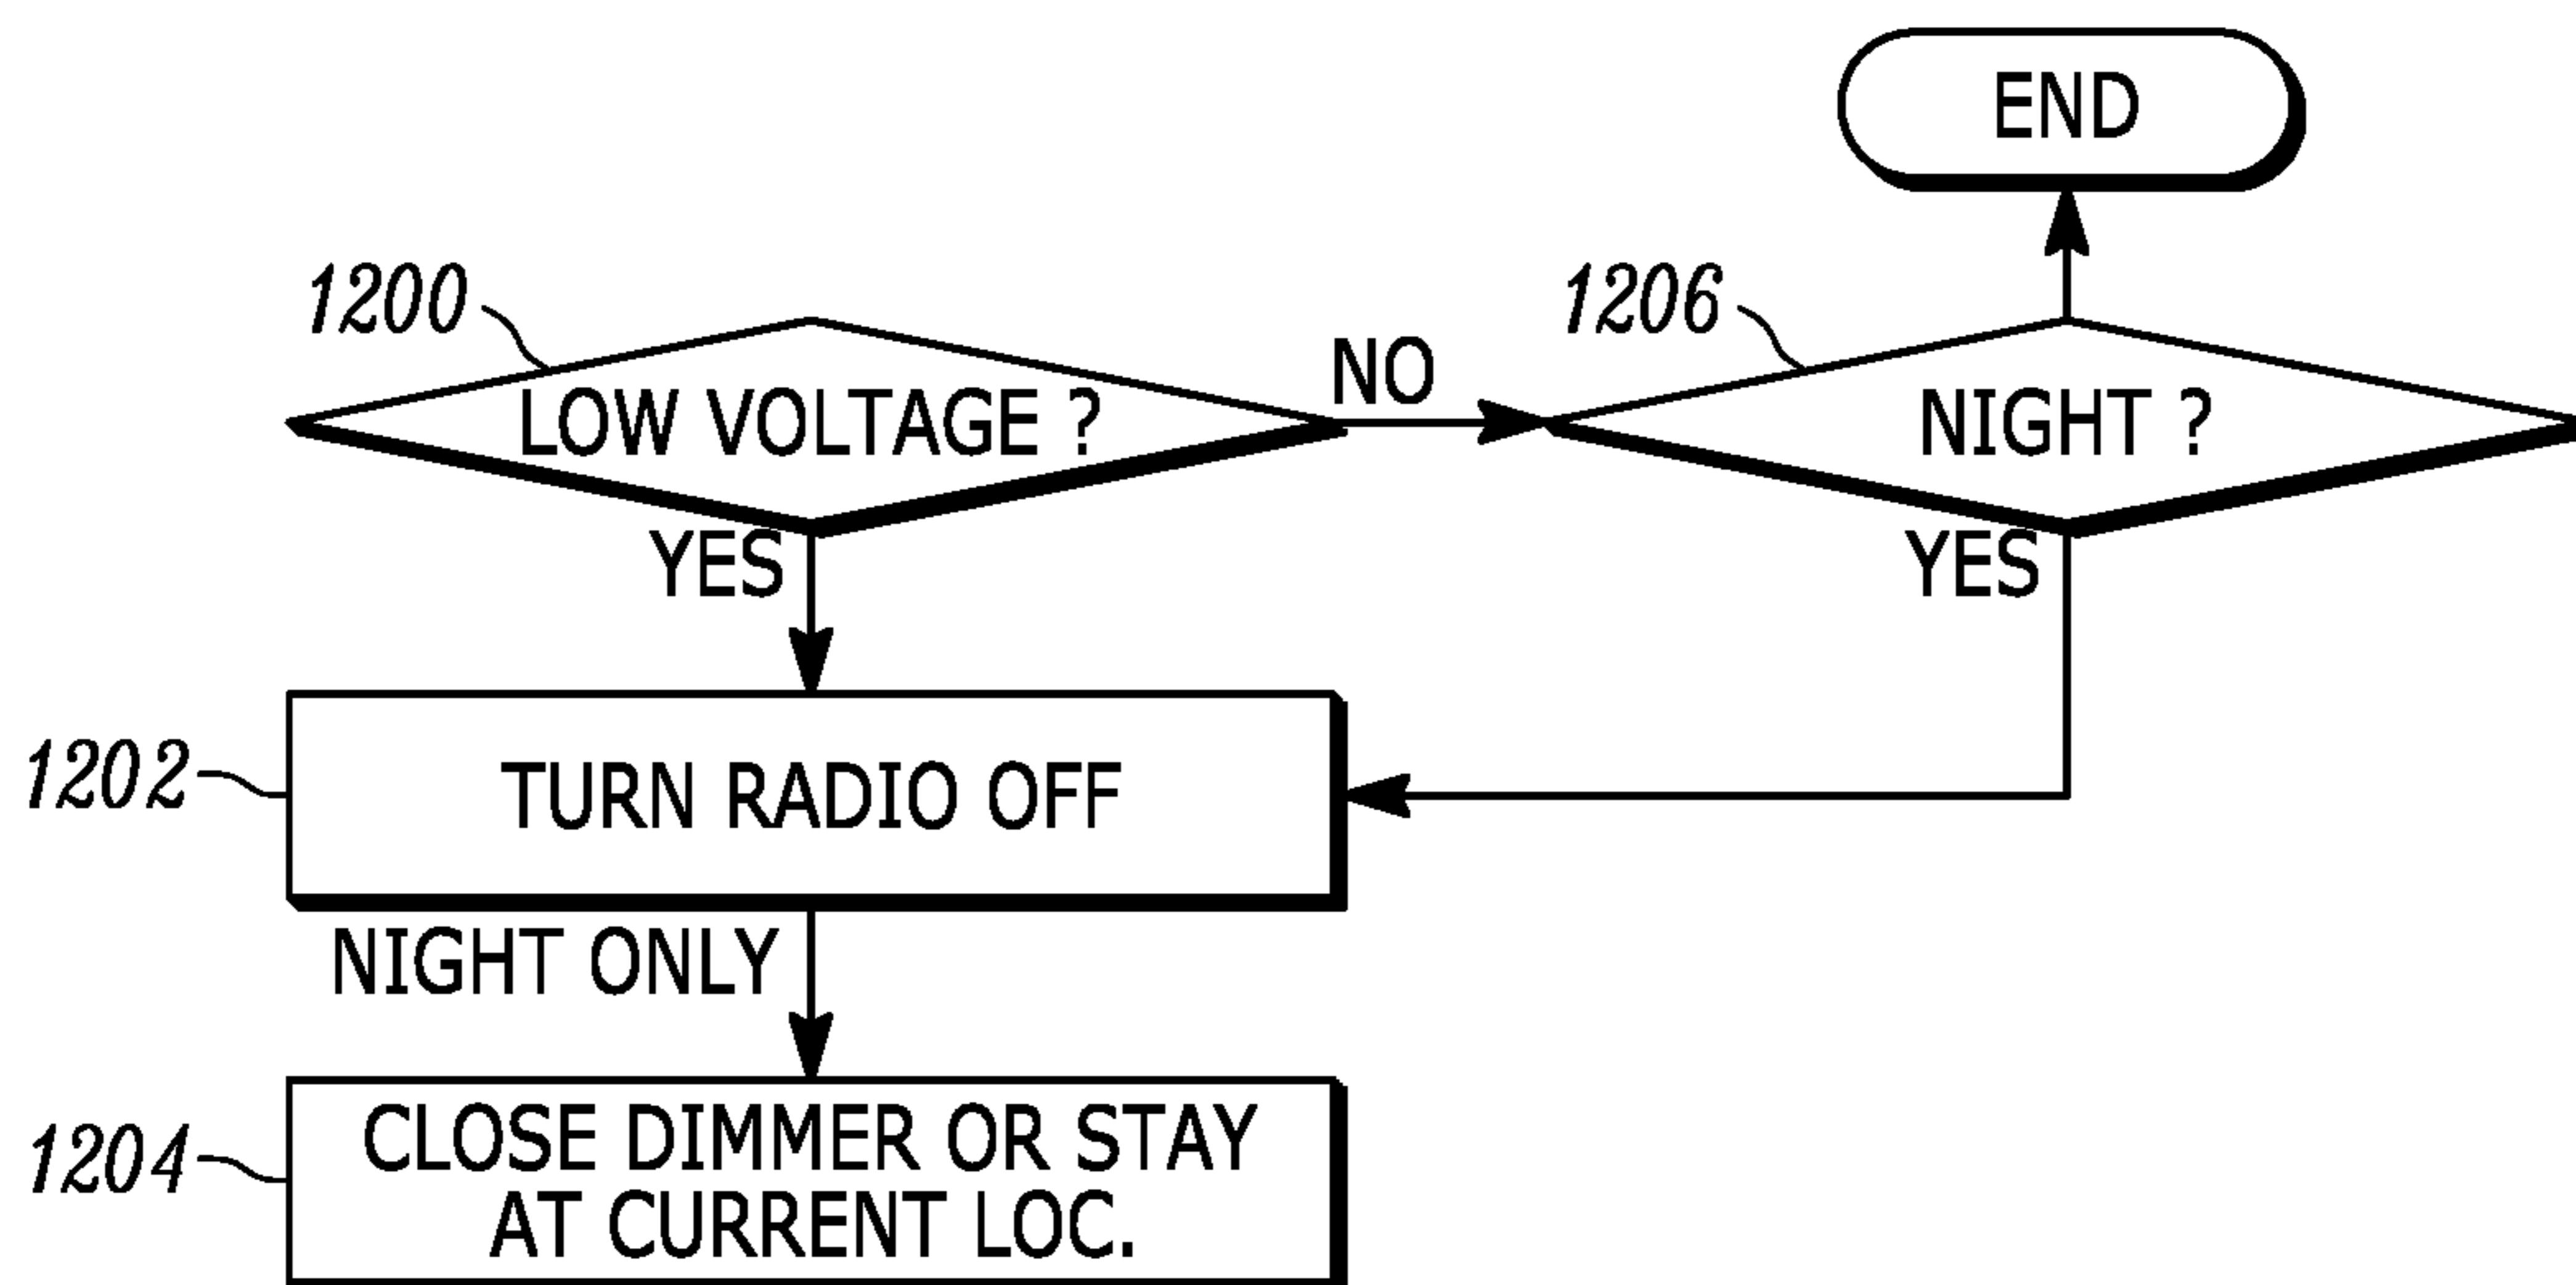 END
1200
1206
LOW VOLTAGE ?
NO
NIGHT ?
YES
YES
1202
TURN RADIO OFF
NIGHT ONLY
1204
CLOSE DIMMER OR STAY
AT CURRENT LOC.